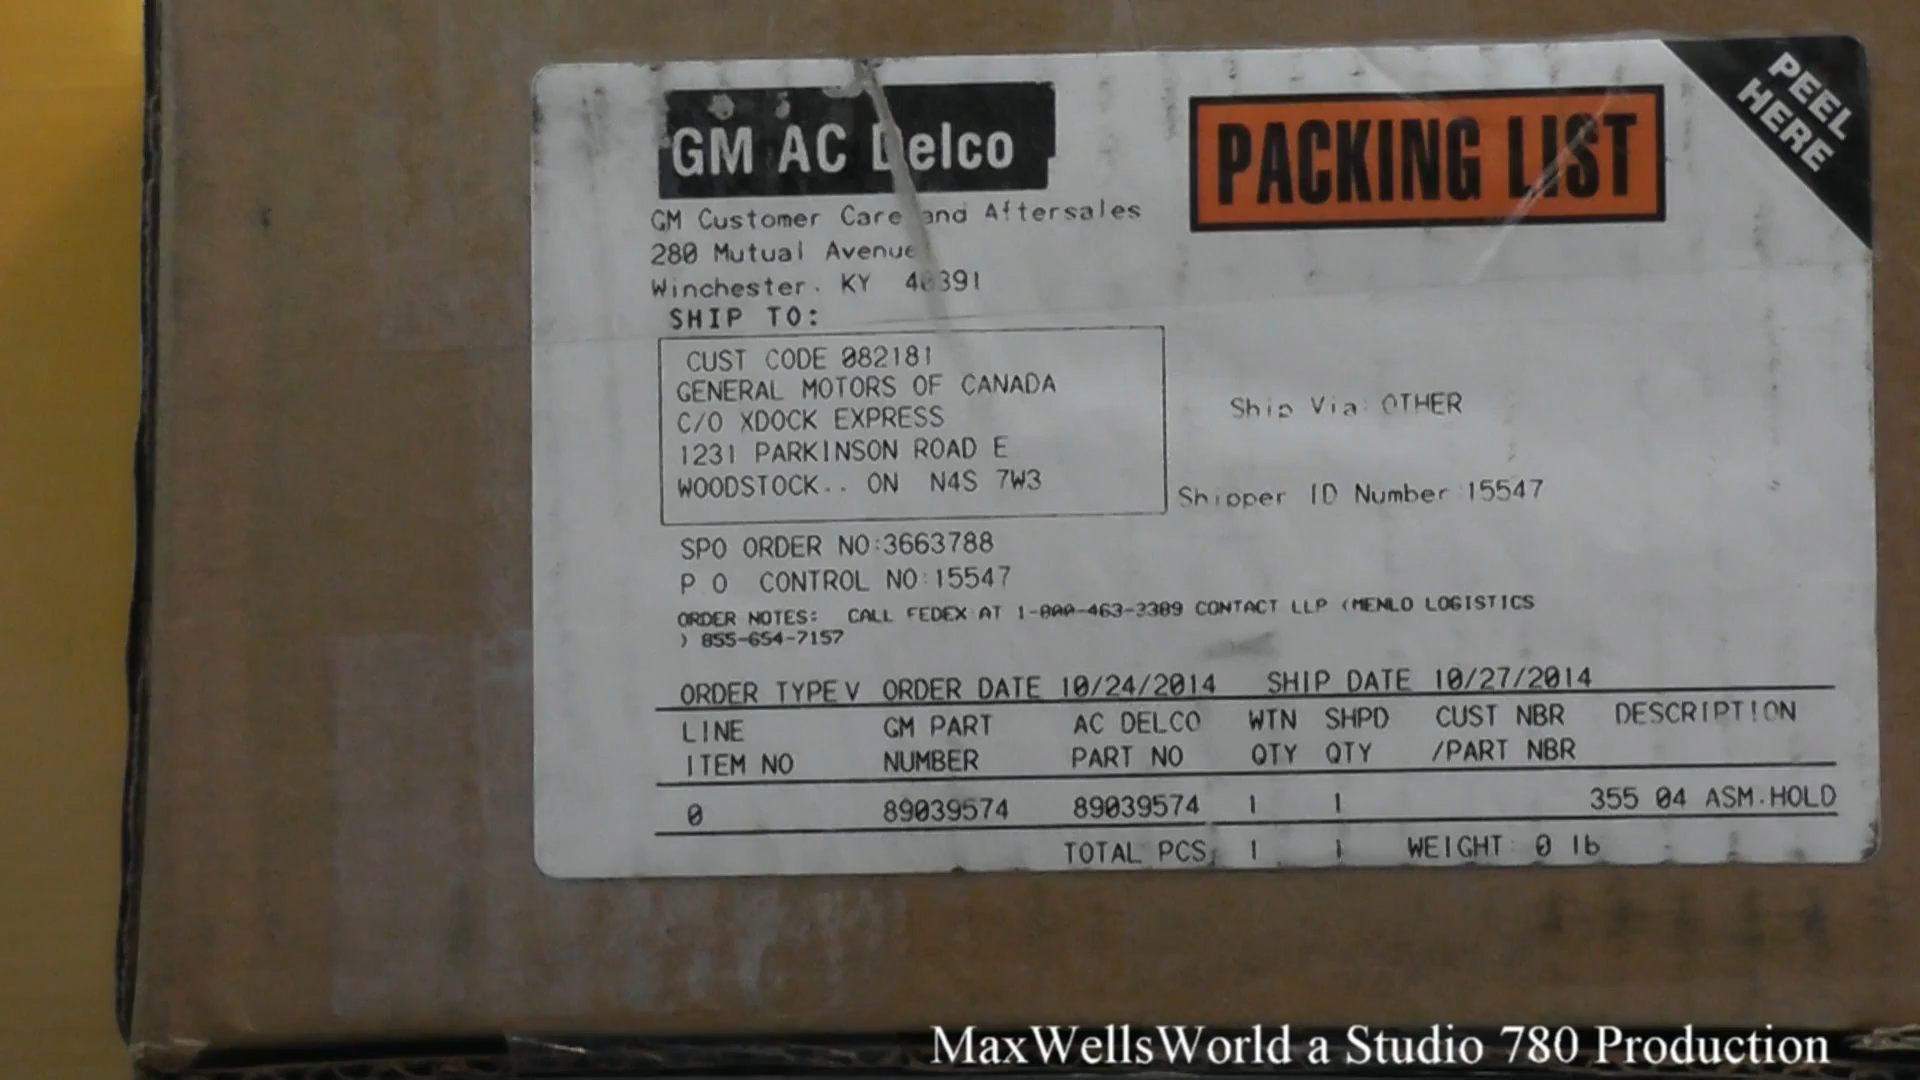 GM AC Delco
PACKING LIST
PEEL
HERE
GM Customer Care and Aftersales
280 Mutual Avenue
Winchester, KY 40391
SHIP TO:
CUST CODE 082181
GENERAL MOTORS OF CANADA
C/O XDOCK EXPRESS
1231 PARKINSON ROAD E
WOODSTOCK.. ON N4S 7W3
Ship Via: OTHER
Shipper ID Number:15547
SPO ORDER NO:3663788
P O CONTROL NO:15547
ORDER NOTES: CALL FEDEX AT 1-800-463-3389 CONTACT LLP (MENLO LOGISTICS
) 855-654-7157
ORDER TYPE V ORDER DATE 10/24/2014 SHIP DATE 10/27/2014
LINE GM PART AC DELCO WTN SHPD CUST NBR DESCRIPTION
ITEM NO NUMBER PART NO QTY QTY /PART NBR
0 89039574 89039574 1 1 355 04 ASM.HOLD
TOTAL PCS: 1 1 WEIGHT: 0 lb
MaxWellsWorld a Studio 780 Production